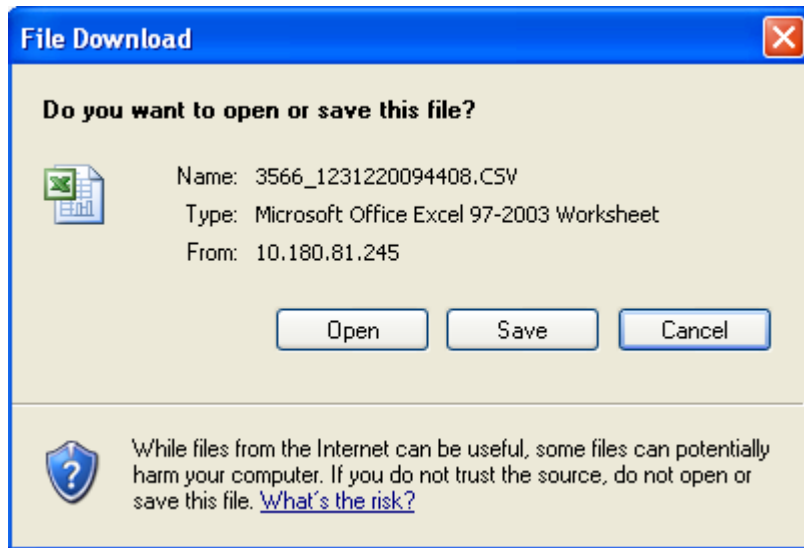 File Download
Do you want to open or save this file?
Name: 3566_1231220094408.CSV
Type: Microsoft Office Excel 97-2003 Worksheet
From: 10.180.81.245
Open Save Cancel
While files from the Internet can be useful, some files can potentially
harm your computer. If you do not trust the source, do not open or
save this file. What's the risk?